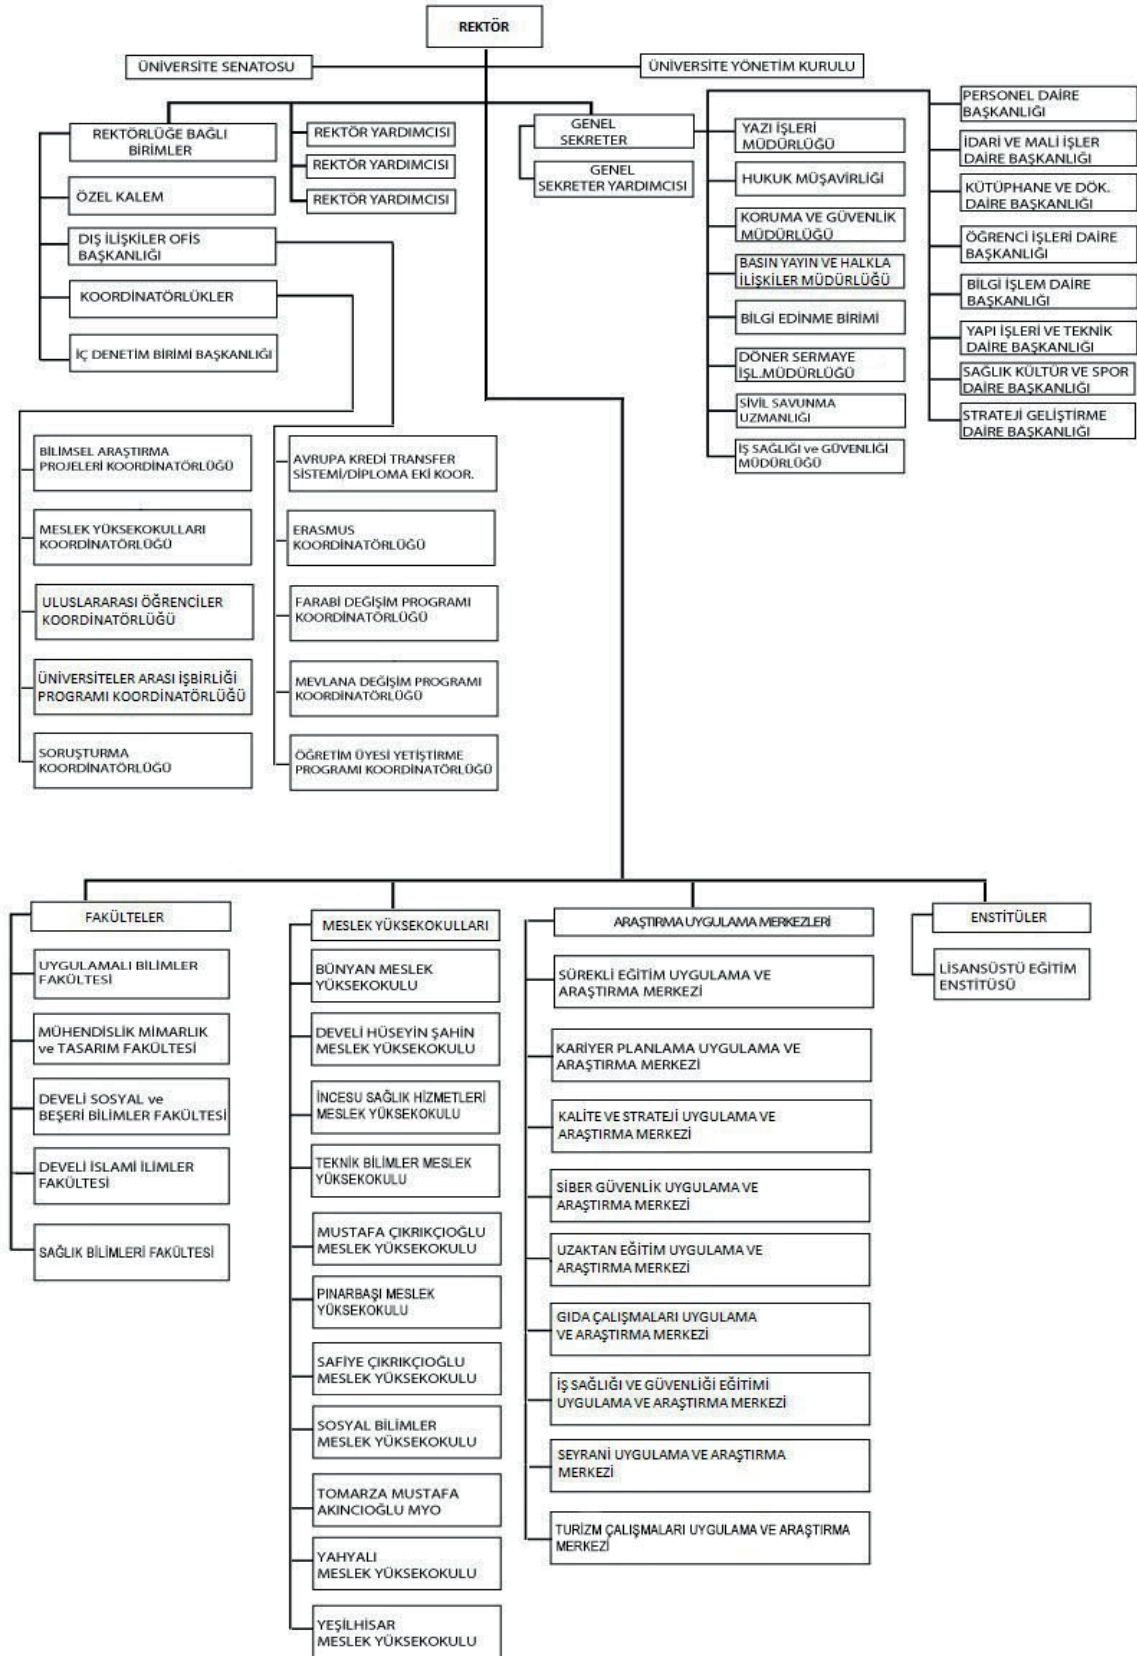 REKTÖR
ÜNİVERSİTE SENATOSU
ÜNİVERSİTE YÖNETİM KURULU
REKTÖRLÜĞE BAĞLI
BİRİMLER
ÖZEL KALEM
DIŞ İLİŞKİLER OFİS
BAŞKANLIĞI
KOORDİNATÖRLÜKLER
İÇ DENETİM BİRİMİ BAŞKANLIĞI
REKTÖR YARDIMCISI
REKTÖR YARDIMCISI
REKTÖR YARDIMCISI
GENEL
SEKRETER
GENEL
SEKRETER YARDIMCISI
YAZI İŞLERİ
MÜDÜRLÜĞÜ
HUKUK MÜŞAVİRLİĞİ
KORUMA VE GÜVENLİK
MÜDÜRLÜĞÜ
BASIN YAYIN VE HALKLA
İLİŞKİLER MÜDÜRLÜĞÜ
BİLGİ EDİNME BİRİMİ
DÖNER SERMAYE
İŞL.MÜDÜRLÜĞÜ
SİVİL SAVUNMA
UZMANLIĞI
İŞ SAĞLIĞI ve GÜVENLİĞİ
MÜDÜRLÜĞÜ
PERSONEL DAİRE
BAŞKANLIĞI
İDARİ VE MALİ İŞLER
DAİRE BAŞKANLIĞI
KÜTÜPHANE VE DÖK.
DAİRE BAŞKANLIĞI
ÖĞRENCİ İŞLERİ DAİRE
BAŞKANLIĞI
BİLGİ İŞLEM DAİRE
BAŞKANLIĞI
YAPI İŞLERİ VE TEKNİK
DAİRE BAŞKANLIĞI
SAĞLIK KÜLTÜR VE SPOR
DAİRE BAŞKANLIĞI
STRATEJİ GELİŞTİRME
DAİRE BAŞKANLIĞI
BİLİMSEL ARAŞTIRMA
PROJELERİ KOORDİNATÖRLÜĞÜ
MESLEK YÜKSEKOKULLARI
KOORDİNATÖRLÜĞÜ
ULUSLARARASI ÖĞRENCİLER
KOORDİNATÖRLÜĞÜ
ÜNİVERSİTELER ARASI İŞBİRLİĞİ
PROGRAMI KOORDİNATÖRLÜĞÜ
SORUŞTURMA
KOORDİNATÖRLÜĞÜ
AVRUPA KREDİ TRANSFER
SİSTEMİ/DİPLOMA EKİ KOOR.
ERASMUS
KOORDİNATÖRLÜĞÜ
FARABİ DEĞİŞİM PROGRAMI
KOORDİNATÖRLÜĞÜ
MEVLANA DEĞİŞİM PROGRAMI
KOORDİNATÖRLÜĞÜ
ÖĞRETİM ÜYESİ YETİŞTİRME
PROGRAMI KOORDİNATÖRLÜĞÜ
FAKÜLTELER
UYGULAMALI BİLİMLER
FAKÜLTESİ
MÜHENDİSLİK MİMARLIK
ve TASARIM FAKÜLTESİ
DEVELİ SOSYAL ve
BEŞERİ BİLİMLER FAKÜLTESİ
DEVELİ İSLAMİ İLİMLER
FAKÜLTESİ
SAĞLIK BİLİMLERİ FAKÜLTESİ
MESLEK YÜKSEKOKULLARI
BÜNYAN MESLEK
YÜKSEKOKULU
DEVELİ HÜSEYİN ŞAHİN
MESLEK YÜKSEKOKULU
İNCESU SAĞLIK HİZMETLERİ
MESLEK YÜKSEKOKULU
TEKNİK BİLİMLER MESLEK
YÜKSEKOKULU
MUSTAFA ÇIKRIKÇIOĞLU
MESLEK YÜKSEKOKULU
PINARBAŞI MESLEK
YÜKSEKOKULU
SAFİYE ÇIKRIKÇIOĞLU
MESLEK YÜKSEKOKULU
SOSYAL BİLİMLER
MESLEK YÜKSEKOKULU
TOMARZA MUSTAFA
AKINCIOĞLU MYO
YAHYALI
MESLEK YÜKSEKOKULU
YEŞİLHİSAR
MESLEK YÜKSEKOKULU
ARAŞTIRMA UYGULAMA MERKEZLERİ
SÜREKLİ EĞİTİM UYGULAMA VE
ARAŞTIRMA MERKEZİ
KARİYER PLANLAMA UYGULAMA VE
ARAŞTIRMA MERKEZİ
KALİTE VE STRATEJİ UYGULAMA VE
ARAŞTIRMA MERKEZİ
SİBER GÜVENLİK UYGULAMA VE
ARAŞTIRMA MERKEZİ
UZAKTAN EĞİTİM UYGULAMA VE
ARAŞTIRMA MERKEZİ
GIDA ÇALIŞMALARI UYGULAMA
VE ARAŞTIRMA MERKEZİ
İŞ SAĞLIĞI VE GÜVENLİĞİ EĞİTİMİ
UYGULAMA VE ARAŞTIRMA MERKEZİ
SEYRANİ UYGULAMA VE ARAŞTIRMA
MERKEZİ
TURİZM ÇALIŞMALARI UYGULAMA VE ARAŞTIRMA
MERKEZİ
ENSTİTÜLER
LİSANSÜSTÜ EĞİTİM
ENSTİTÜSÜ